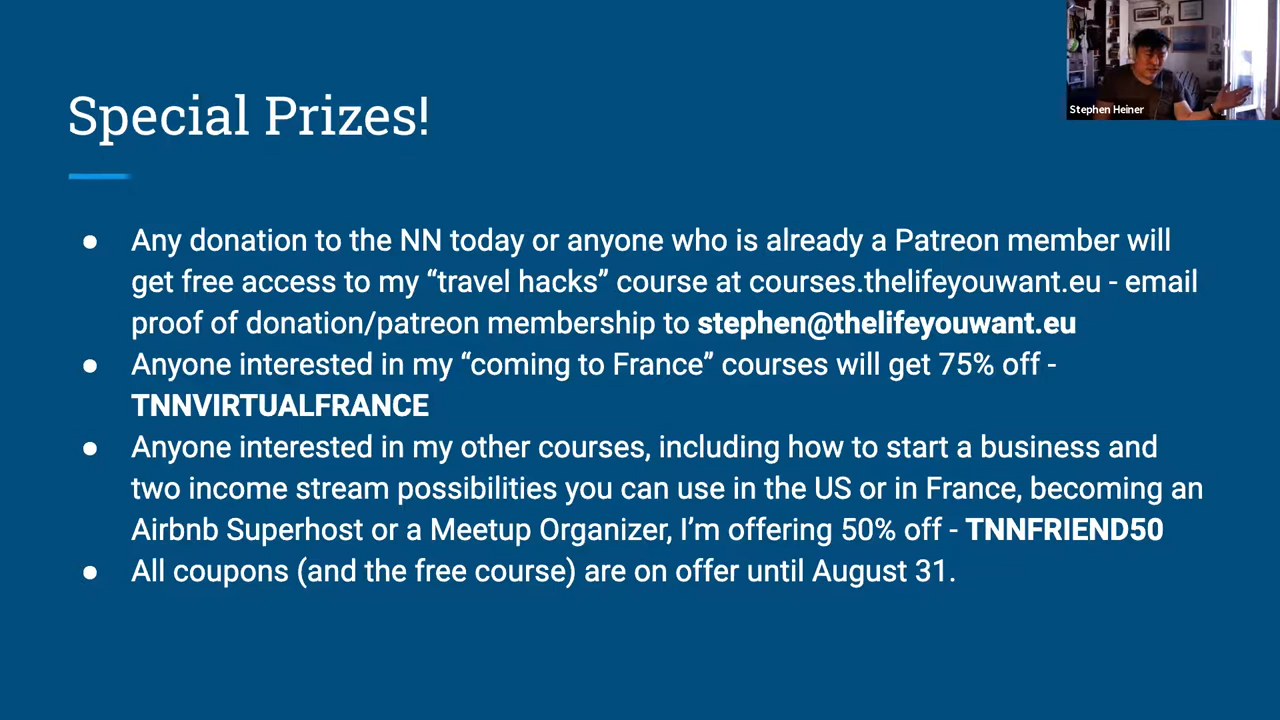 Stephen Heiner
Special Prizes!
● Any donation to the NN today or anyone who is already a Patreon member will
get free access to my “travel hacks” course at courses.thelifeyouwant.eu - email
proof of donation/patreon membership to stephen@thelifeyouwant.eu
● Anyone interested in my “coming to France” courses will get 75% off -
TNNVIRTUALFRANCE
● Anyone interested in my other courses, including how to start a business and
two income stream possibilities you can use in the US or in France, becoming an
Airbnb Superhost or a Meetup Organizer, I’m offering 50% off - TNNFRIEND50
● All coupons (and the free course) are on offer until August 31.